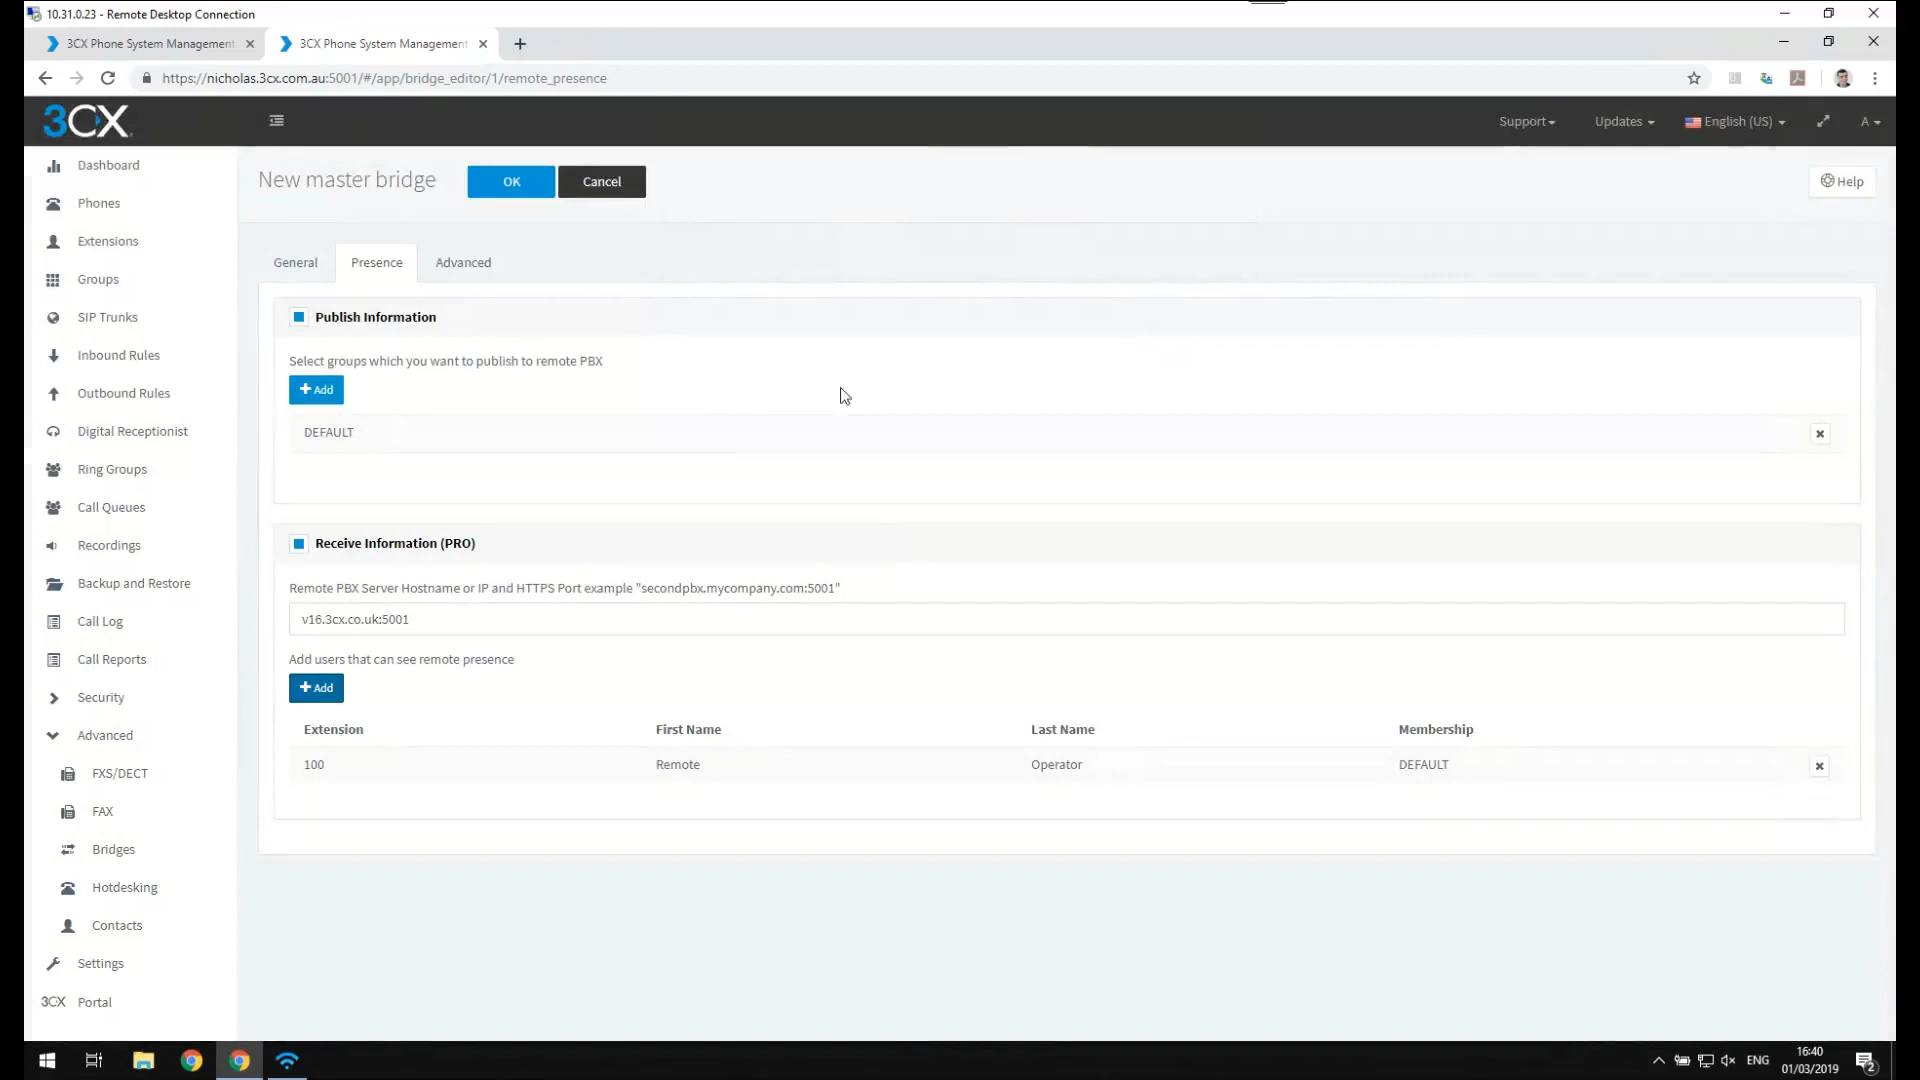 10.31.0.23 - Remote Desktop Connection
3CX Phone System Management
3CX Phone System Management
https://nicholas.3cx.com.au:5001/#/app/bridge_editor/1/remote_presence
3CX
Support
Updates
English (US)
A
Dashboard
Phones
Extensions
Groups
SIP Trunks
Inbound Rules
Outbound Rules
Digital Receptionist
Ring Groups
Call Queues
Recordings
Backup and Restore
Call Log
Call Reports
Security
Advanced
FXS/DECT
FAX
Bridges
Hotdesking
Contacts
Settings
3CX Portal
New master bridge
OK
Cancel
Help
General
Presence
Advanced
Publish Information
Select groups which you want to publish to remote PBX
+ Add
DEFAULT
Receive Information (PRO)
Remote PBX Server Hostname or IP and HTTPS Port example "secondpbx.mycompany.com:5001"
v16.3cx.co.uk:5001
Add users that can see remote presence
+ Add
Extension First Name Last Name Membership
100 Remote Operator DEFAULT
ENG
16:40
01/03/2019
2